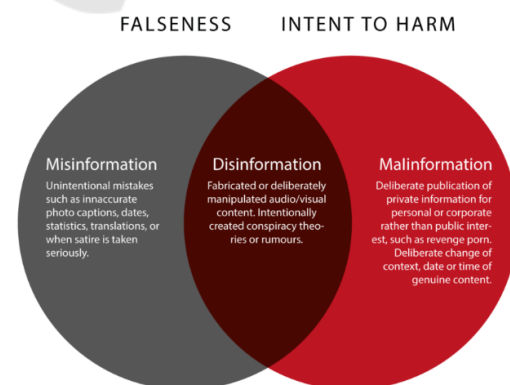 FALSENESS
INTENT TO HARM
Misinformation
Unintentional mistakes
such as innaccurate
photo captions, dates,
statistics, translations, or
when satire is taken
seriously.
Disinformation
Fabricated or deliberately
manipulated audio/visual
content. Intentionally
created conspiracy theo-
ries or rumours.
Malinformation
Deliberate publication of
private information for
personal or corporate
rather than public inter-
est, such as revenge porn.
Deliberate change of
context, date or time of
genuine content.